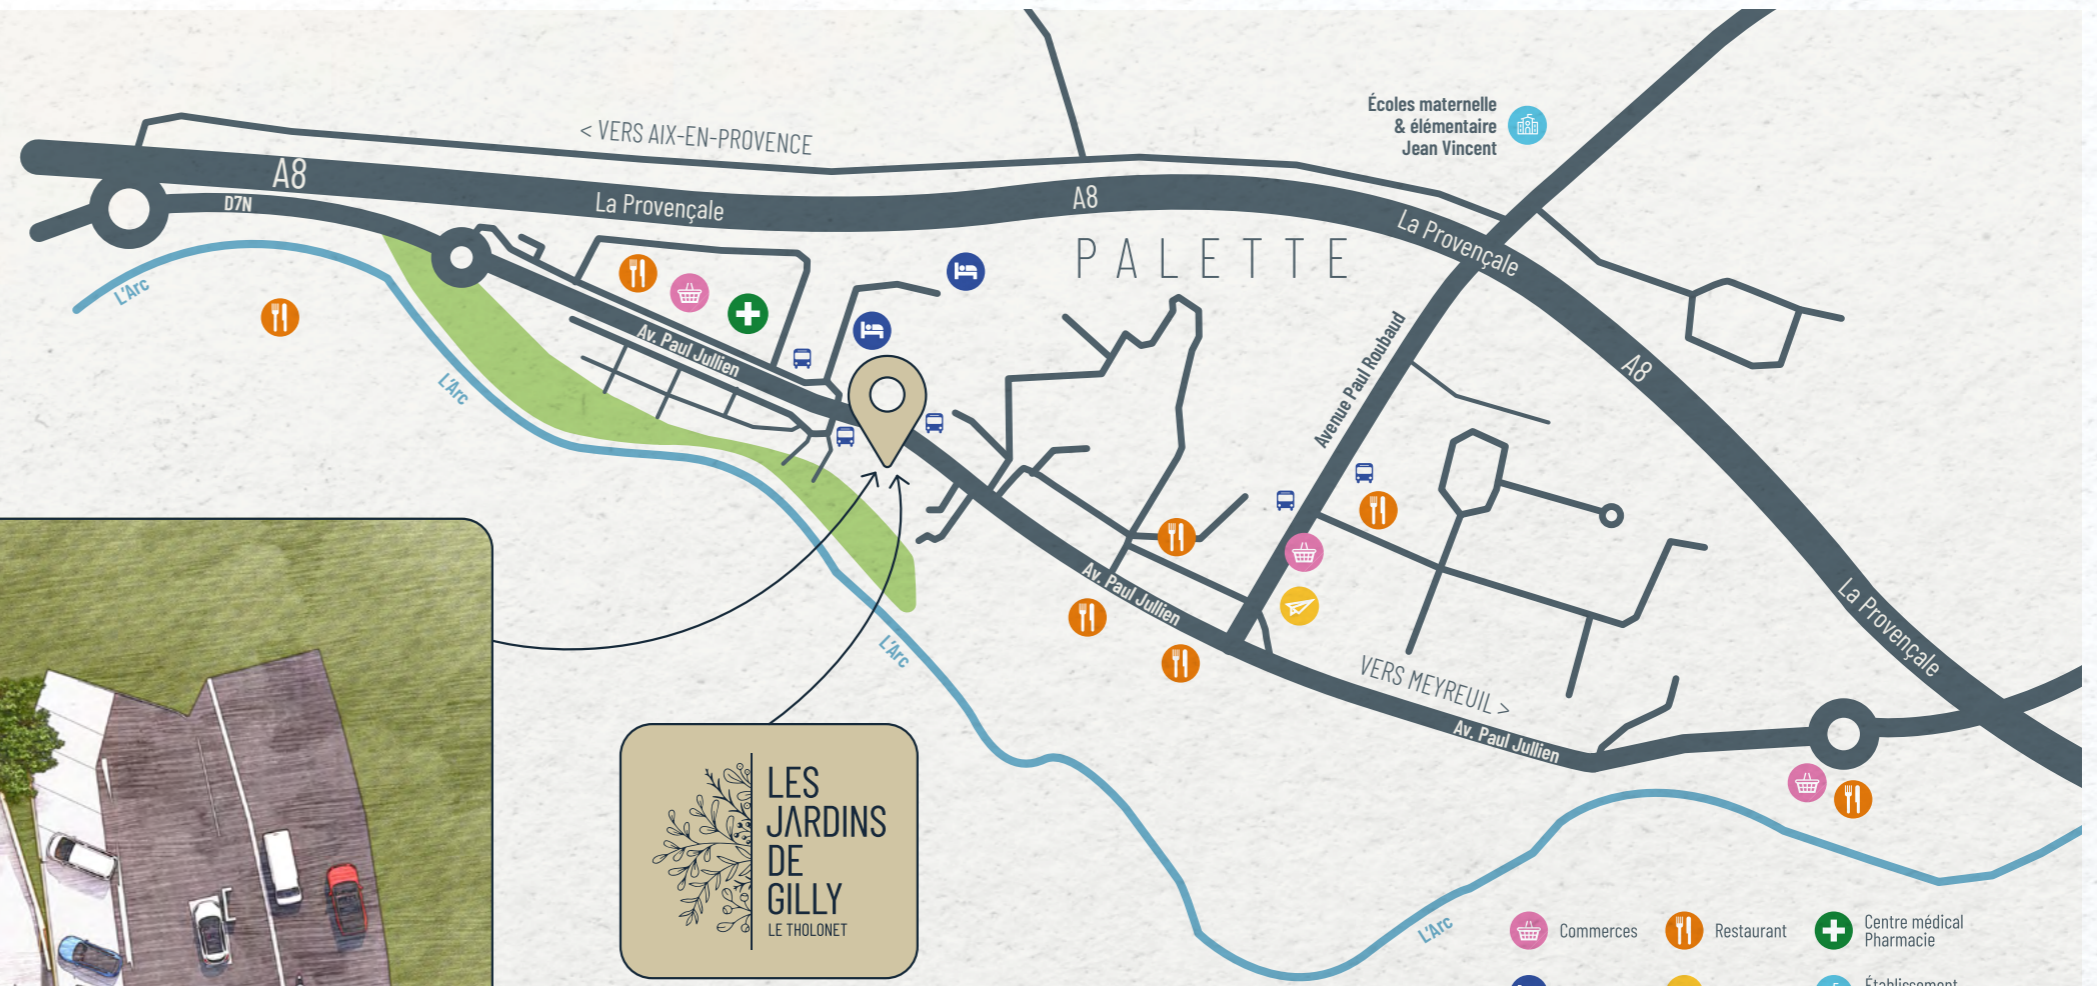 Écoles maternelle
& élémentaire
Jean Vincent
< VERS AIX-EN-PROVENCE
A8
La Provençale
A8
La Provençale
D7N
PALETTE
L'Arc
Av. Paul Jullien
L'Arc
Avenue Paul Roubaud
A8
La Provençale
Av. Paul Jullien
L'Arc
VERS MEYREUIL >
Av. Paul Jullien
LES
JARDINS
DE
GILLY
LE THOLONET
L'Arc
Commerces
Restaurant
Centre médical
Pharmacie
Établissement